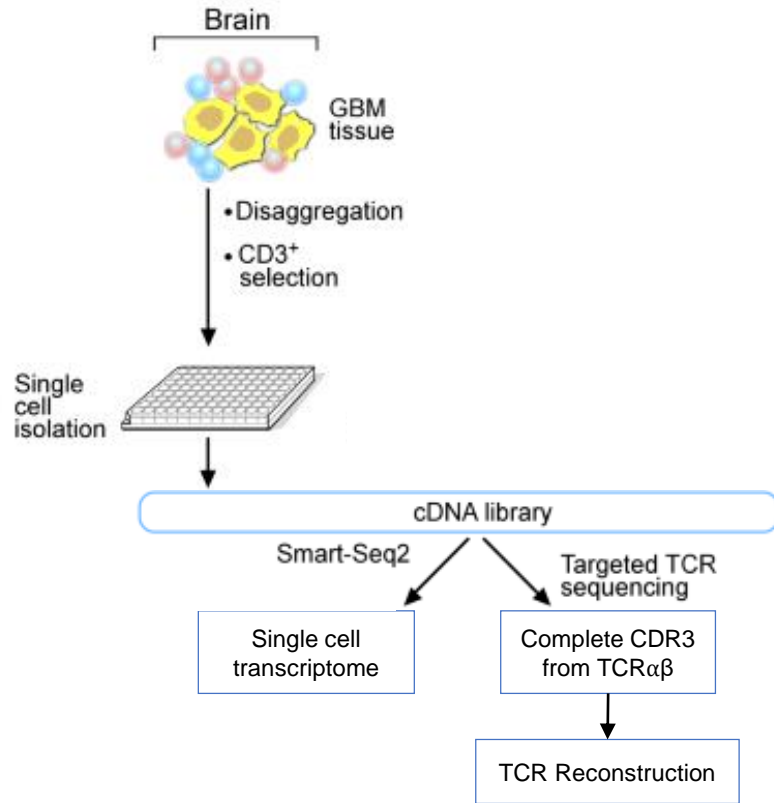 Brain
GBM
tissue
•Disaggregation
•CD3⁺
selection
Single
cell
isolation
cDNA library
Smart-Seq2
Targeted TCR
sequencing
Single cell
transcriptome
Complete CDR3
from TCRαβ
TCR Reconstruction